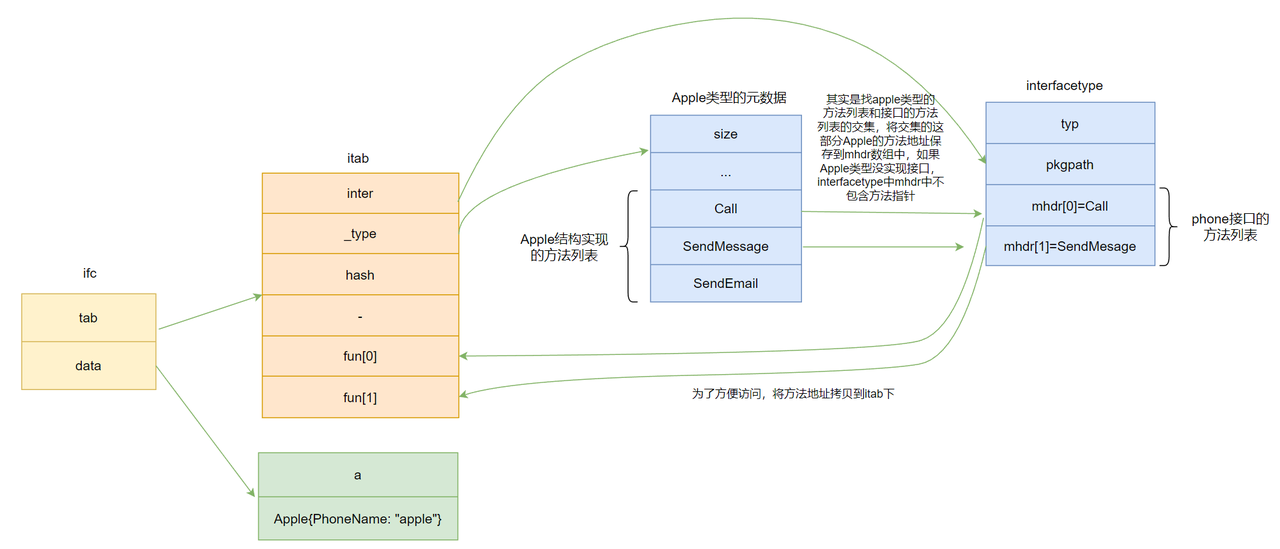 ifc
tab
data
itab
inter
_type
hash
-
fun[0]
fun[1]
a
Apple{PhoneName: "apple"}
Apple类型的元数据
size
...
Call
SendMessage
SendEmail
Apple结构实现
的方法列表
其实是找apple类型的
方法列表和接口的方法
列表的交集，将交集的这
部分Apple的方法地址保
存到mhdr数组中，如果
Apple类型没实现接口，
interfacetype中mhdr中不
包含方法指针
interfacetype
typ
pkgpath
mhdr[0]=Call
mhdr[1]=SendMesage
phone接口的
方法列表
为了方便访问，将方法地址拷贝到itab下